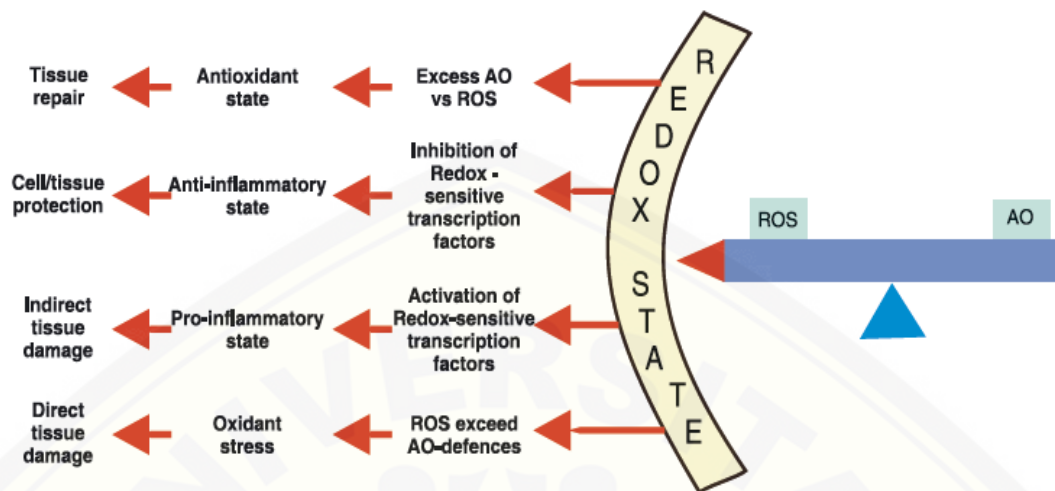 Tissue
repair
Antioxidant
state
Excess AO
vs ROS
Cell/tissue
protection
Anti-inflammatory
state
Inhibition of
Redox -
sensitive
transcription
factors
Indirect
tissue
damage
Pro-inflammatory
state
Activation of
Redox-sensitive
transcription
factors
Direct
tissue
damage
Oxidant
stress
ROS exceed
AO-defences
REDOX STATE
ROS
AO